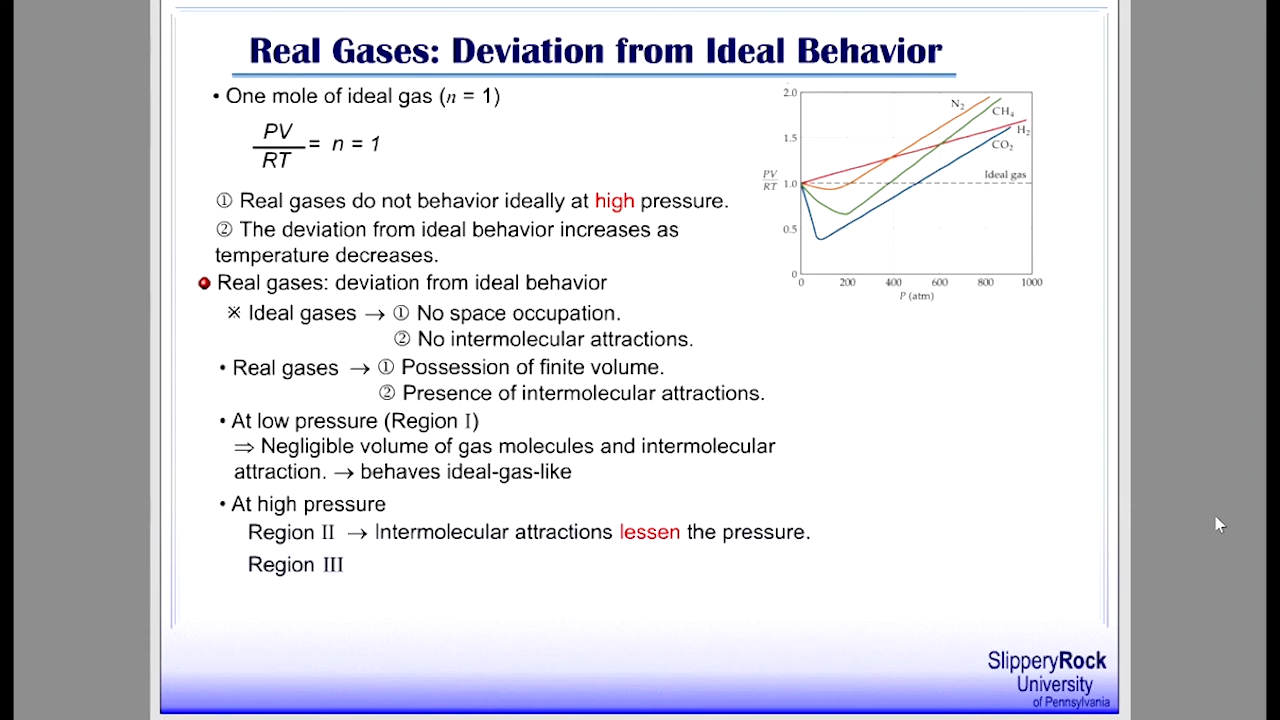 Real Gases: Deviation from Ideal Behavior
• One mole of ideal gas (n = 1)
PV
RT
= n = 1
① Real gases do not behavior ideally at high pressure.
② The deviation from ideal behavior increases as
temperature decreases.
Real gases: deviation from ideal behavior
※ Ideal gases → ① No space occupation.
② No intermolecular attractions.
• Real gases → ① Possession of finite volume.
② Presence of intermolecular attractions.
• At low pressure (Region I)
⇒ Negligible volume of gas molecules and intermolecular
attraction. → behaves ideal-gas-like
• At high pressure
Region II → Intermolecular attractions lessen the pressure.
Region III
2.0
N₂
CH₄
1.5
H₂
CO₂
PV
RT
1.0
Ideal gas
0.5
0
0 200 400 600 800 1000
P (atm)
SlipperyRock
University
of Pennsylvania